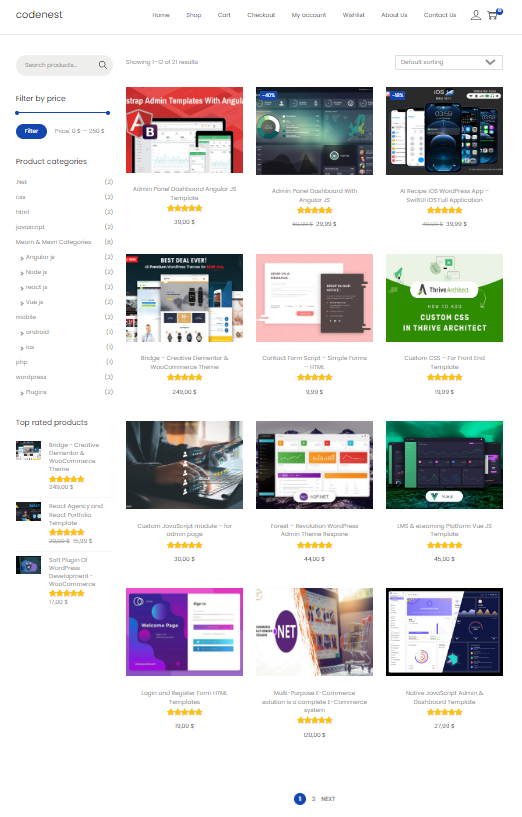 codenest
Home Shop Cart Checkout My account Wishlist About Us Contact Us
0
Search products...
Showing 1–12 of 21 results
Default sorting
Filter by price
Filter
Price: 0 $ — 250 $
Product categories
.Net (2)
css (2)
html (2)
javascript (2)
Mearn & Mevn Categories (8)
Angular js (2)
Node js (2)
react js (2)
Vue js (2)
mobile (2)
android (1)
ios (1)
php (1)
wordpress (3)
Plugins (2)
Top rated products
Bridge - Creative
Elementor &
WooCommerce
Theme
249,00 $
React Agency and
React Portfolio
Template
15,99 $
Soft Plugin Of
WordPress
Development -
WooCommerce
17,00 $
strap Admin Templates With Angula
Admin Panel Dashboard Angular JS
Template
39,00 $
-40%
Admin Panel Dashboard With
Angular JS
29,99 $
iOS
AI Recipe iOS WordPress App –
SwiftUI iOS Full Application
39,99 $
BEST DEAL EVER!
Bridge – Creative Elementor &
WooCommerce Theme
249,00 $
Contact Form Script – Simple Forms
– HTML
9,99 $
Thrive Architect
HOW TO ADD
CUSTOM CSS
IN THRIVE ARCHITECT
Custom CSS – For Front End
Template
19,99 $
Custom JavaScript module – for
admin page
30,00 $
ASP.NET
Forest – Revolution WordPress
Admin Theme Respone
44,00 $
Vue.js
LMS & eLearning Platform Vue JS
Template
45,00 $
Welcome Page
Sign In
Login and Register Form HTML
Templates
19,00 $
.NET
Multi-Purpose E-Commerce
solution is a complete E-Commerce
system
120,00 $
Native JavaScript Admin &
Dashboard Template
27,99 $
1 2 NEXT